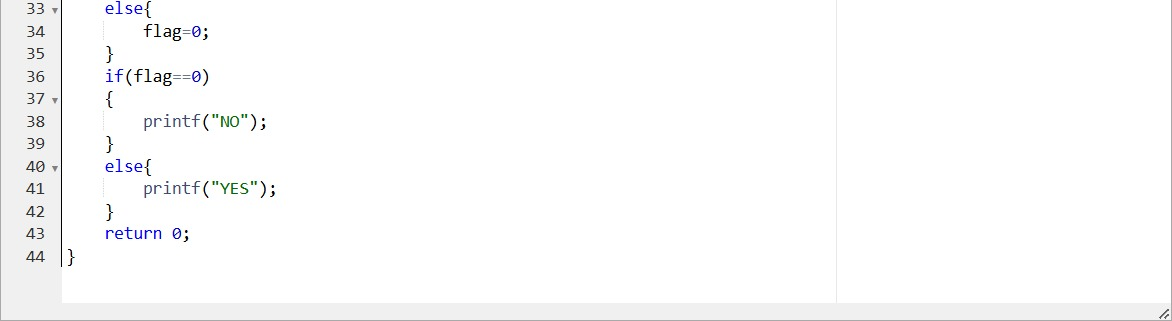 33 else{
34 flag=0;
35 }
36 if(flag==0)
37 {
38 printf("NO");
39 }
40 else{
41 printf("YES");
42 }
43 return 0;
44 }